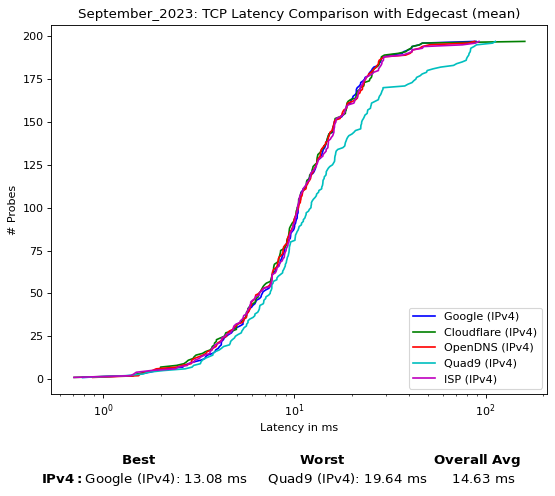 September_2023: TCP Latency Comparison with Edgecast (mean)
200
175
150
125
100
75
50
25
0
# Probes
Google (IPv4)
Cloudflare (IPv4)
OpenDNS (IPv4)
Quad9 (IPv4)
ISP (IPv4)
10⁰ 10¹ 10²
Latency in ms
Best Worst Overall Avg
IPv4: Google (IPv4): 13.08 ms Quad9 (IPv4): 19.64 ms 14.63 ms